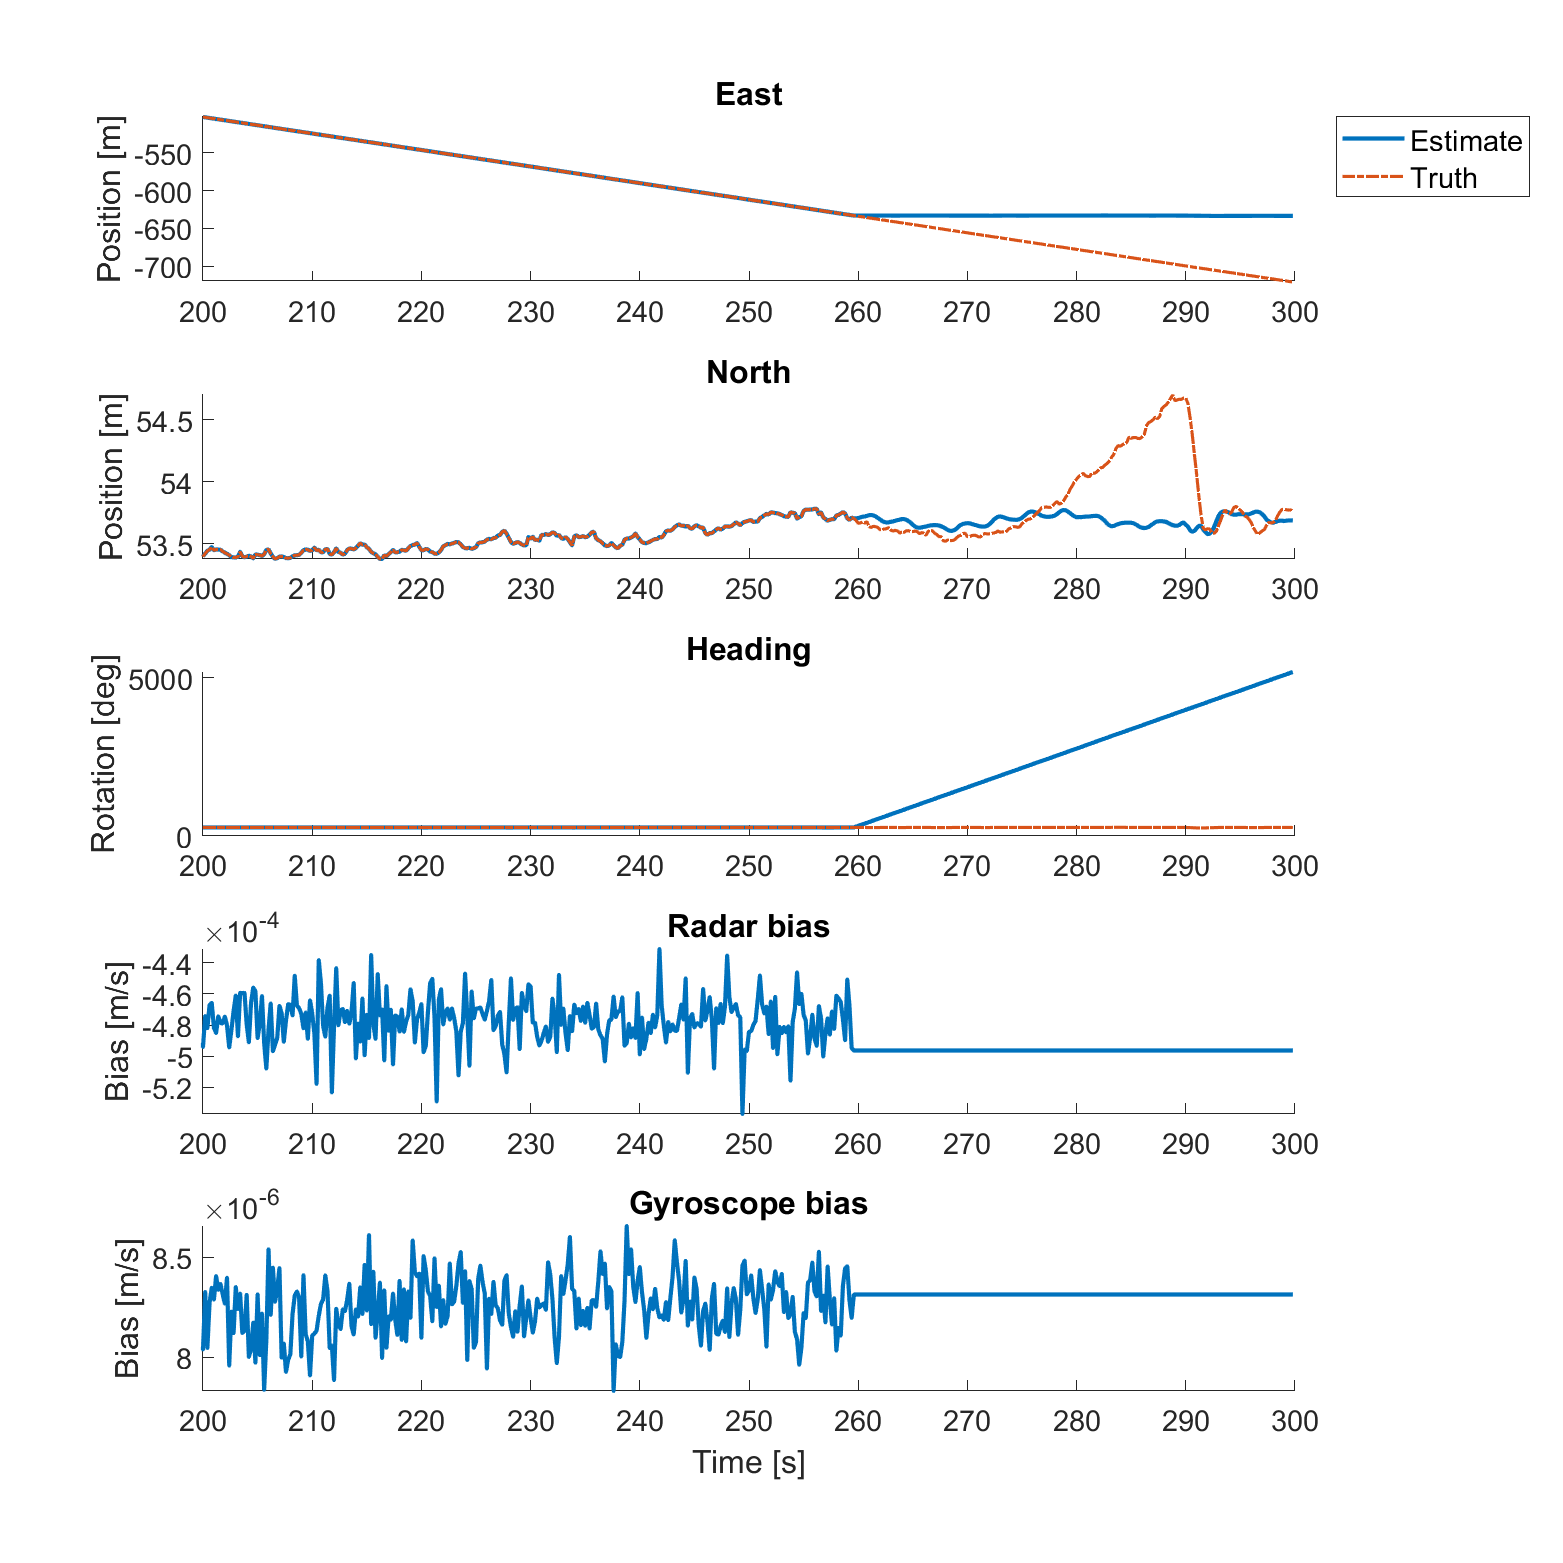 East
Position [m]
-550
-600
-650
-700
200 210 220 230 240 250 260 270 280 290 300
Estimate
Truth
North
Position [m]
54.5
54
53.5
200 210 220 230 240 250 260 270 280 290 300
Heading
Rotation [deg]
5000
0
200 210 220 230 240 250 260 270 280 290 300
Radar bias
×10^-4
Bias [m/s]
-4.4
-4.6
-4.8
-5
-5.2
200 210 220 230 240 250 260 270 280 290 300
Gyroscope bias
×10^-6
Bias [m/s]
8.5
8
200 210 220 230 240 250 260 270 280 290 300
Time [s]